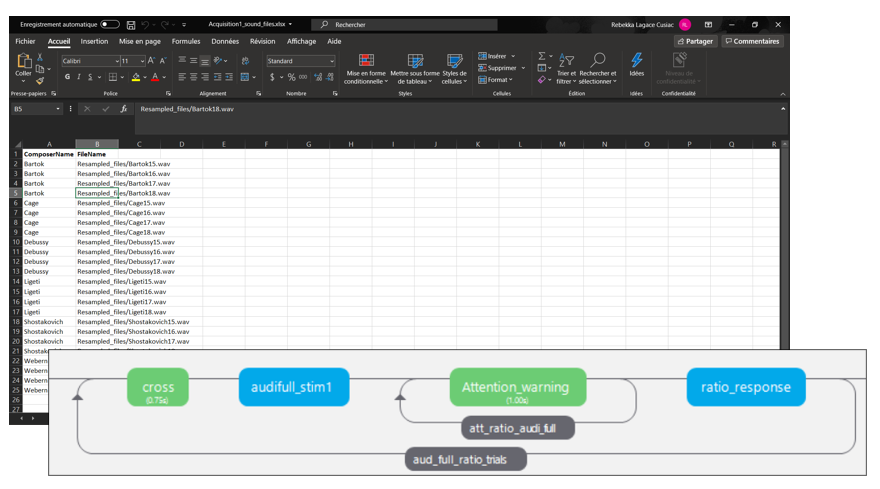 Enregistrement automatique Acquisition1_sound_files.xlsx Rechercher Rebekka Lagace Cusiac RL
Fichier Accueil Insertion Mise en page Formules Données Révision Affichage Aide Partager Commentaires
Coller Calibri 11 Standard Mise en forme conditionnelle Mettre sous forme de tableau Styles de cellules Insérer Supprimer Format Trier et filtrer Rechercher et sélectionner Idées Niveau de confidentialité
G I S A % 000
Presse-papiers Police Alignement Nombre Styles Cellules Édition Idées Confidentialité
B5 fx Resampled_files/Bartok18.wav
A B C D E F G H I J K L M N O P Q R
1 ComposerName FileName
2 Bartok Resampled_files/Bartok15.wav
3 Bartok Resampled_files/Bartok16.wav
4 Bartok Resampled_files/Bartok17.wav
5 Bartok Resampled_files/Bartok18.wav
6 Cage Resampled_files/Cage15.wav
7 Cage Resampled_files/Cage16.wav
8 Cage Resampled_files/Cage17.wav
9 Cage Resampled_files/Cage18.wav
10 Debussy Resampled_files/Debussy15.wav
11 Debussy Resampled_files/Debussy16.wav
12 Debussy Resampled_files/Debussy17.wav
13 Debussy Resampled_files/Debussy18.wav
14 Ligeti Resampled_files/Ligeti15.wav
15 Ligeti Resampled_files/Ligeti16.wav
16 Ligeti Resampled_files/Ligeti17.wav
17 Ligeti Resampled_files/Ligeti18.wav
18 Shostakovich Resampled_files/Shostakovich15.wav
19 Shostakovich Resampled_files/Shostakovich16.wav
20 Shostakovich Resampled_files/Shostakovich17.wav
21
22 Webern
23 Webern
24 Webern
25 Webern
26
27
cross audifull_stim1 Attention_warning ratio_response
(0.75s) (1.00s)
att_ratio_audi_full
aud_full_ratio_trials